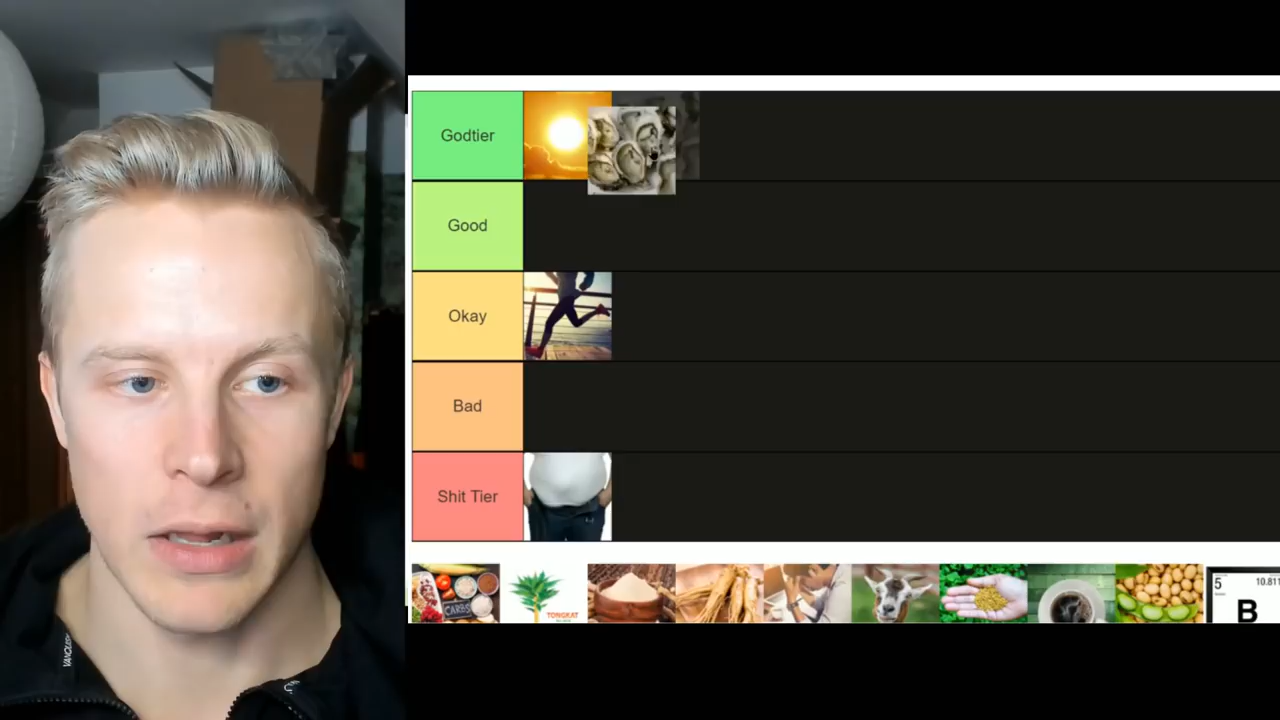 Godtier
Good
Okay
Bad
Shit Tier
CARBS
TONGKAT
5
10.811
B